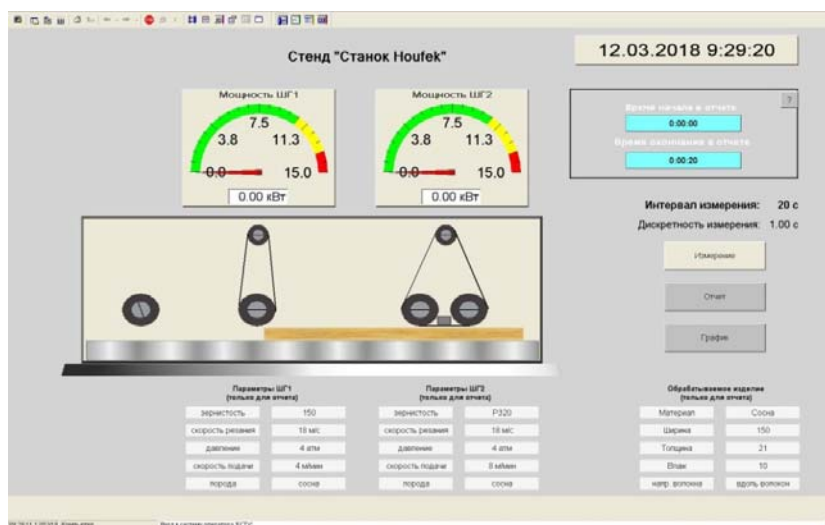 Стенд "Станок Houfek"
12.03.2018 9:29:20
Мощность ШГ1
3.8 7.5 11.3
0.0 15.0
0.00 кВт
Мощность ШГ2
3.8 7.5 11.3
0.0 15.0
0.00 кВт
?
Время начала в отчете
0:00:00
Время окончания в отчете
0:00:20
Интервал измерения: 20 с
Дискретность измерения: 1.00 с
Измерение
Отчет
График
Параметры ШГ1
(только для отчета)
зернистость 150
скорость резания 18 м/с
давление 4 атм
скорость подачи 4 м/мин
порода сосна
Параметры ШГ2
(только для отчета)
зернистость P320
скорость резания 18 м/с
давление 4 атм
скорость подачи 8 м/мин
порода сосна
Обрабатываемое изделие
(только для отчета)
Материал Сосна
Ширина 150
Толщина 21
Влаж 10
напр. волокна вдоль волокон